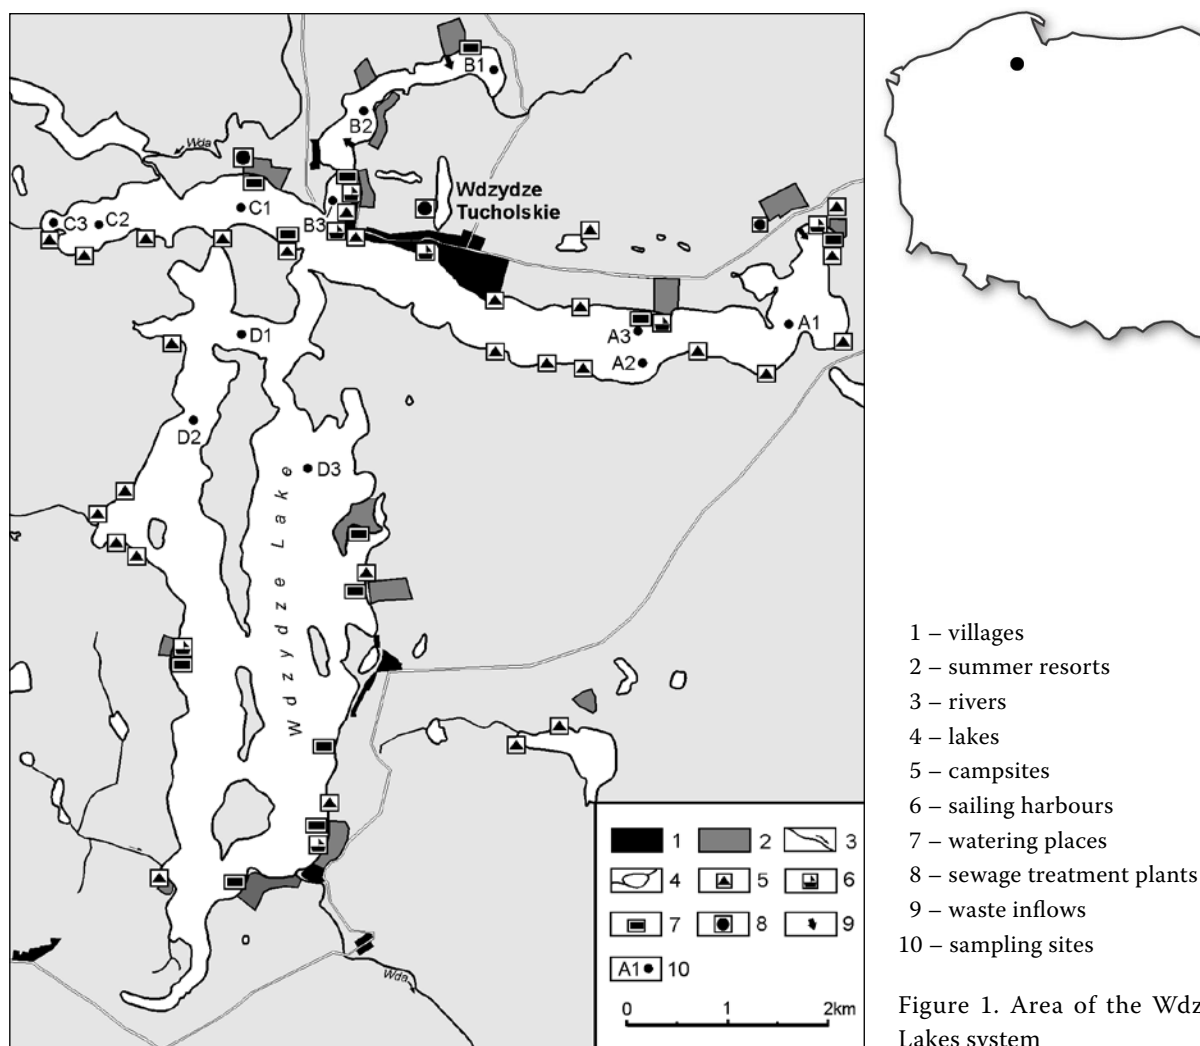 B1
B2
Wda
Wdzydze
Tucholskie
C3
C2
C1
B3
A1
A3
A2
D1
D2
D3
Wdzydze Lake
Wda
1
2
3
4
5
6
7
8
9
A1
10
0
1
2km
1 – villages
2 – summer resorts
3 – rivers
4 – lakes
5 – campsites
6 – sailing harbours
7 – watering places
8 – sewage treatment plants
9 – waste inflows
10 – sampling sites
Figure 1. Area of the Wdz
Lakes system